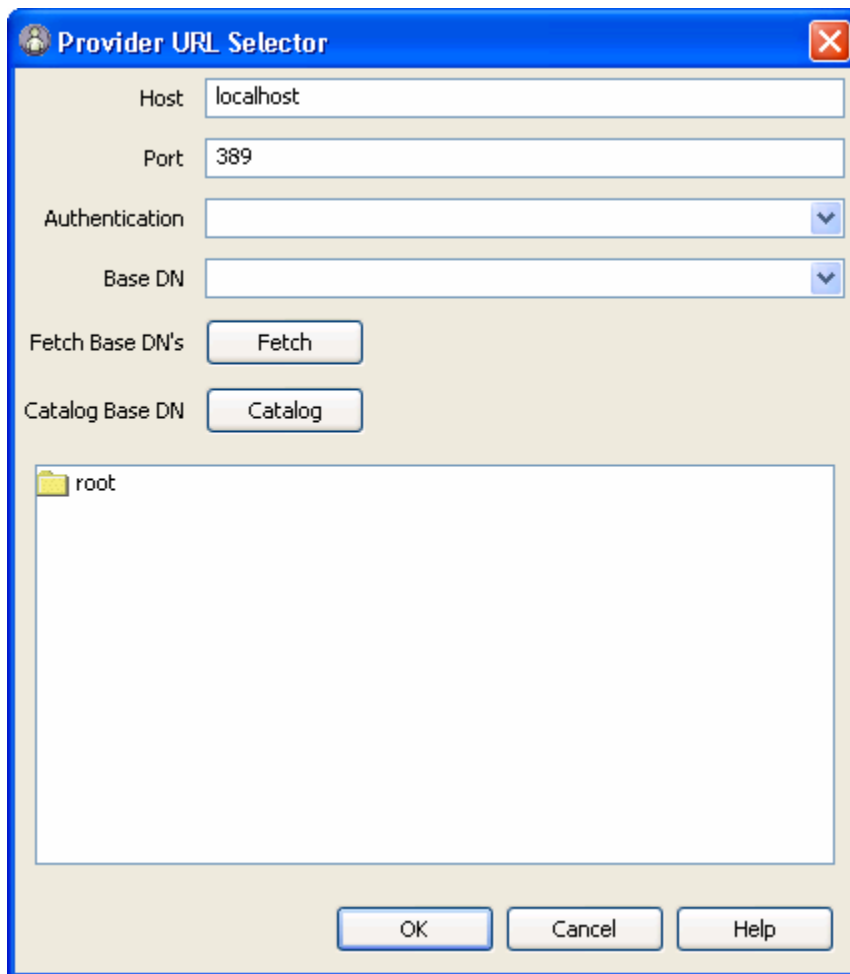 Provider URL Selector
Host localhost
Port 389
Authentication
Base DN
Fetch Base DN's Fetch
Catalog Base DN Catalog
root
OK Cancel Help